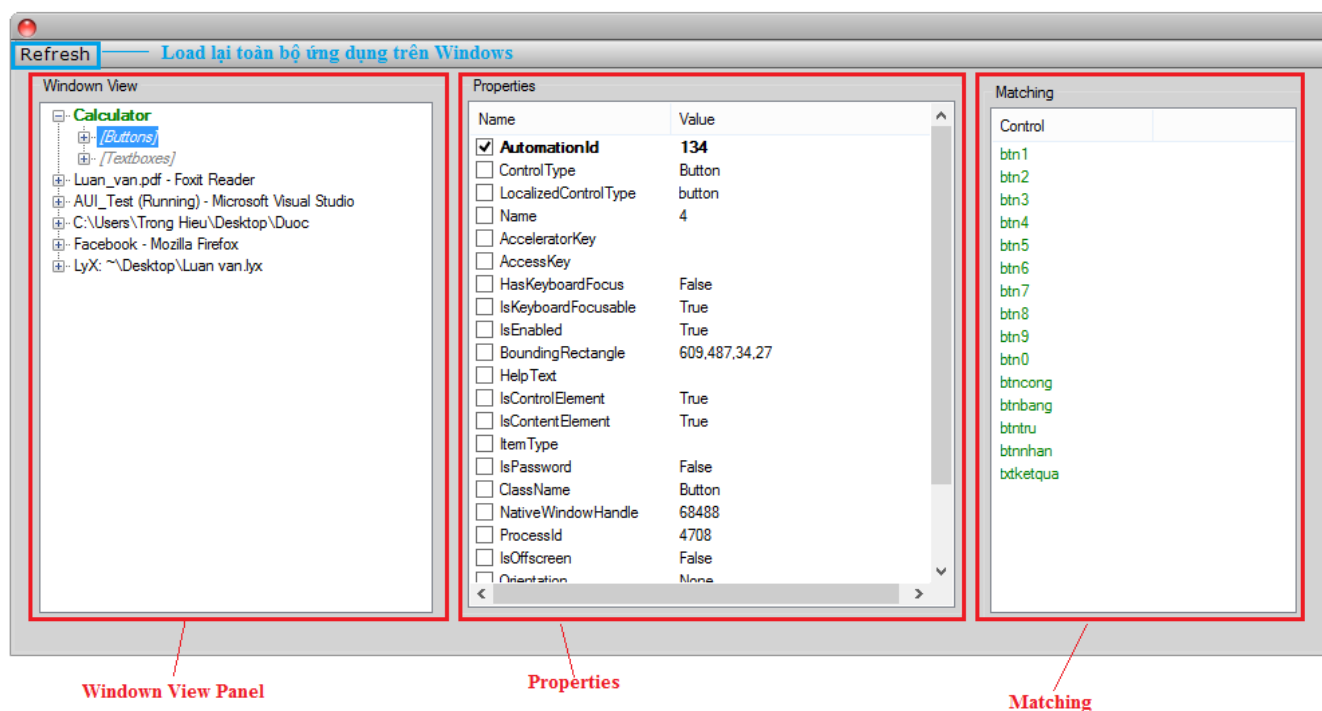 Refresh
Load lại toàn bộ ứng dụng trên Windows
Windown View
Calculator
[Buttons]
[Textboxes]
Luan_van.pdf - Foxit Reader
AUI_Test (Running) - Microsoft Visual Studio
C:\Users\Trong Hieu\Desktop\Duoc
Facebook - Mozilla Firefox
LyX: ~\Desktop\Luan van.lyx
Properties
Name Value
AutomationId 134
ControlType Button
LocalizedControlType button
Name 4
AcceleratorKey
AccessKey
HasKeyboardFocus False
IsKeyboardFocusable True
IsEnabled True
BoundingRectangle 609,487,34,27
HelpText
IsControlElement True
IsContentElement True
ItemType
IsPassword False
ClassName Button
NativeWindowHandle 68488
ProcessId 4708
IsOffscreen False
Orientation None
Matching
Control
btn1
btn2
btn3
btn4
btn5
btn6
btn7
btn8
btn9
btn0
btncong
btnbang
btntru
btnnhan
txtketqua
Windown View Panel
Properties
Matching